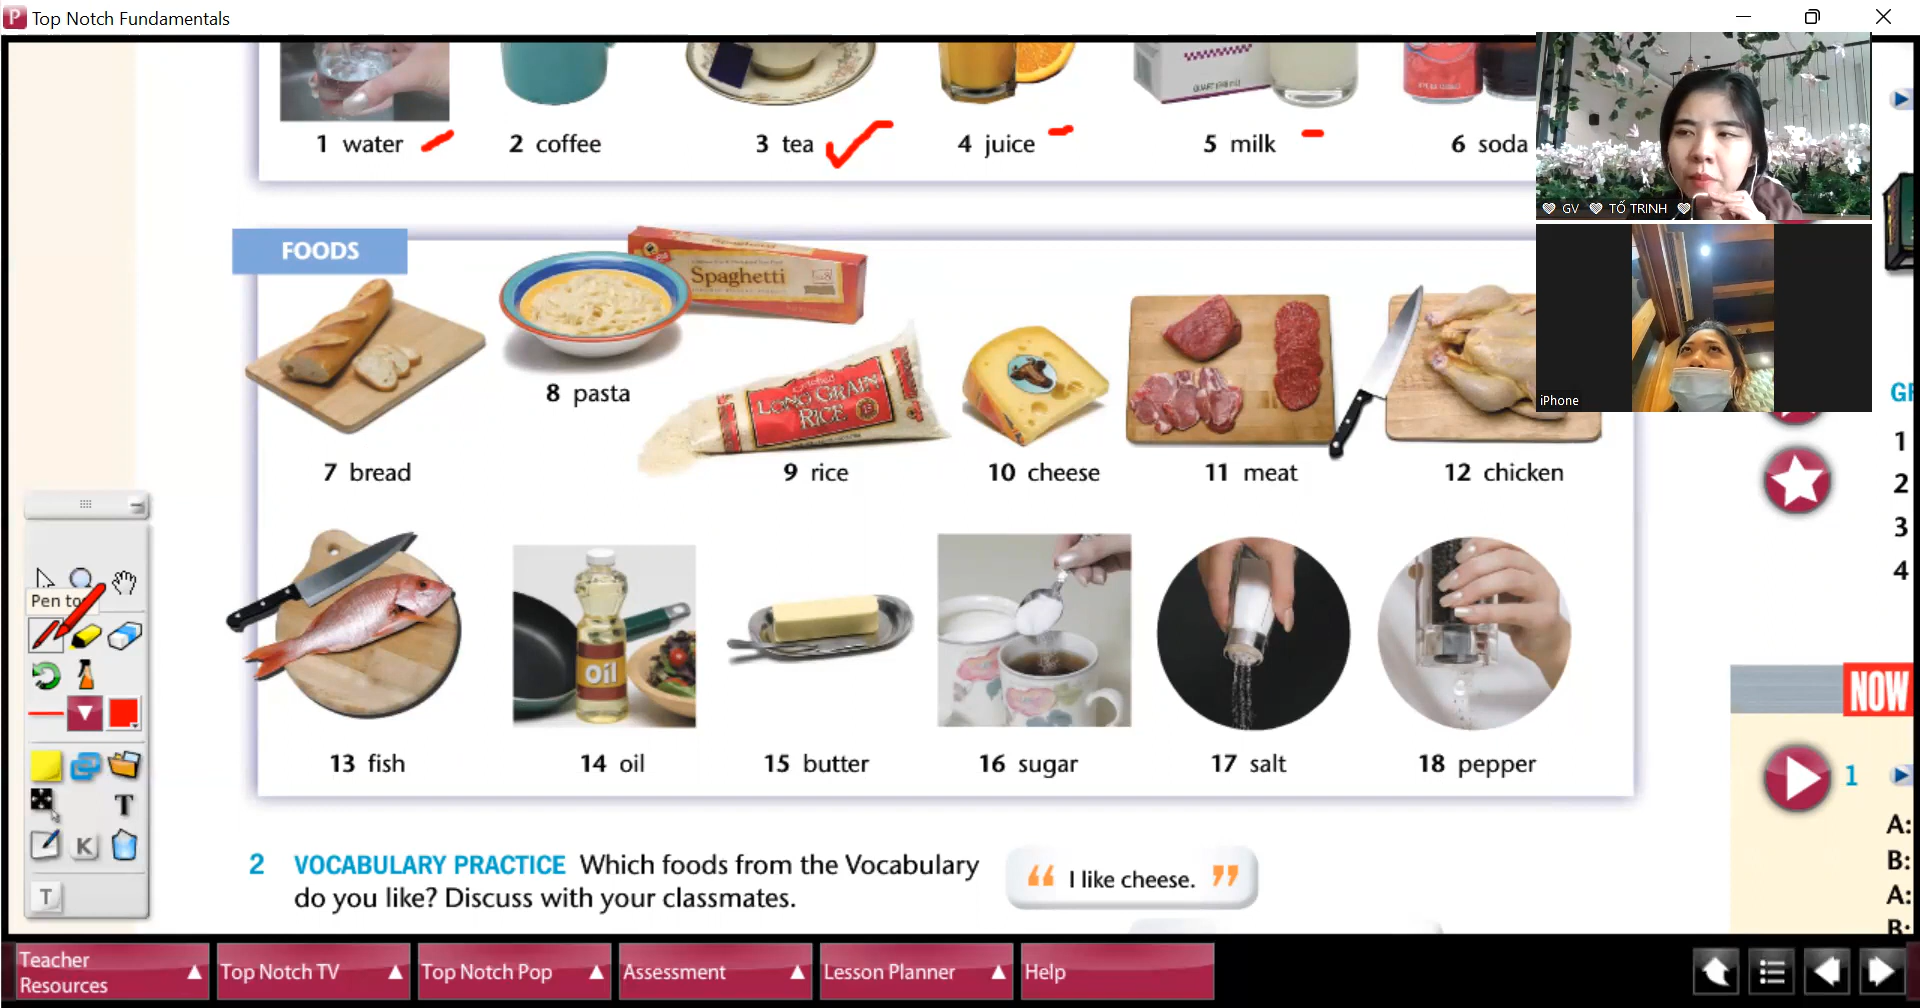 Top Notch Fundamentals
1 water
2 coffee
3 tea
4 juice
5 milk
6 soda
GV TỐ TRINH
iPhone
FOODS
Spaghetti
LONG GRAIN
RICE
7 bread
8 pasta
9 rice
10 cheese
11 meat
12 chicken
Oil
13 fish
14 oil
15 butter
16 sugar
17 salt
18 pepper
2 VOCABULARY PRACTICE Which foods from the Vocabulary
do you like? Discuss with your classmates.
“ I like cheese. ”
Pen to
T
K
T
1
2
3
4
NOW
1
A:
B:
A:
B:
Teacher
Resources
Top Notch TV
Top Notch Pop
Assessment
Lesson Planner
Help